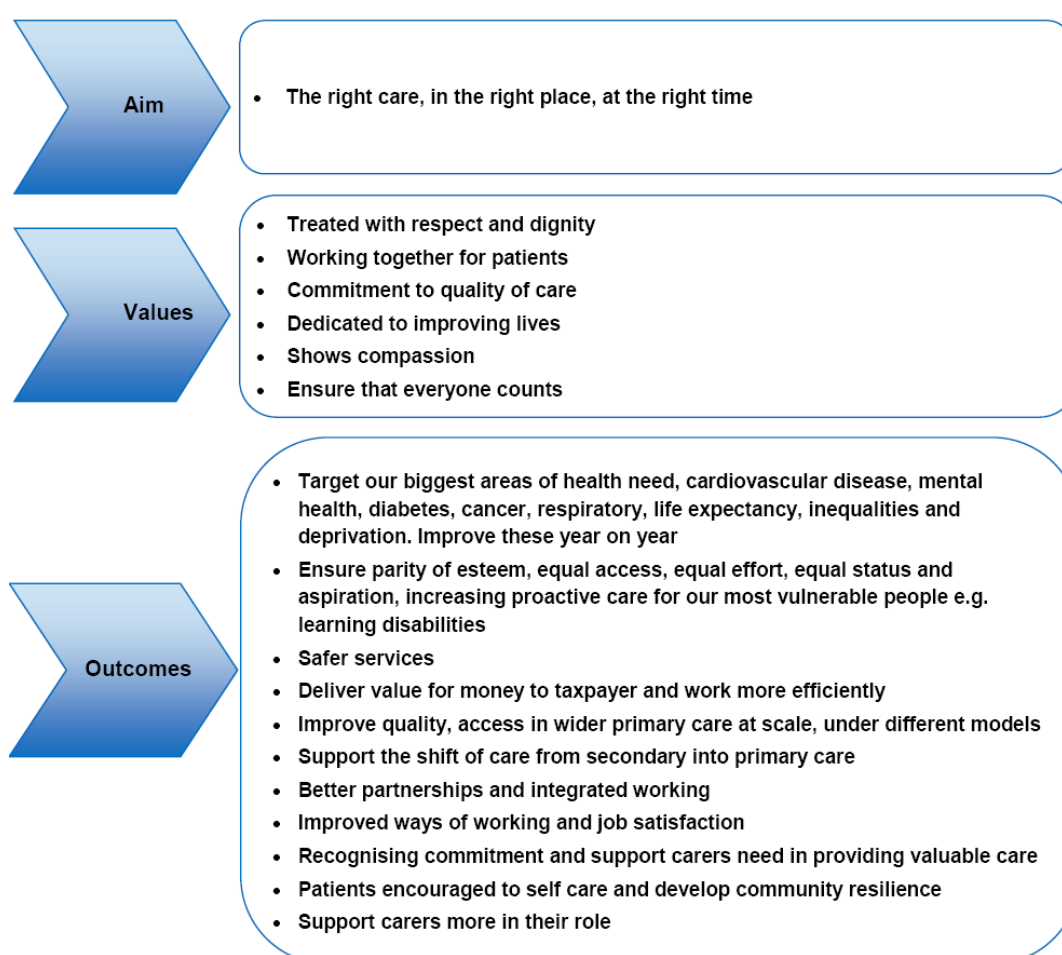 Aim
• The right care, in the right place, at the right time
Values
• Treated with respect and dignity
• Working together for patients
• Commitment to quality of care
• Dedicated to improving lives
• Shows compassion
• Ensure that everyone counts
Outcomes
• Target our biggest areas of health need, cardiovascular disease, mental
health, diabetes, cancer, respiratory, life expectancy, inequalities and
deprivation. Improve these year on year
• Ensure parity of esteem, equal access, equal effort, equal status and
aspiration, increasing proactive care for our most vulnerable people e.g.
learning disabilities
• Safer services
• Deliver value for money to taxpayer and work more efficiently
• Improve quality, access in wider primary care at scale, under different models
• Support the shift of care from secondary into primary care
• Better partnerships and integrated working
• Improved ways of working and job satisfaction
• Recognising commitment and support carers need in providing valuable care
• Patients encouraged to self care and develop community resilience
• Support carers more in their role